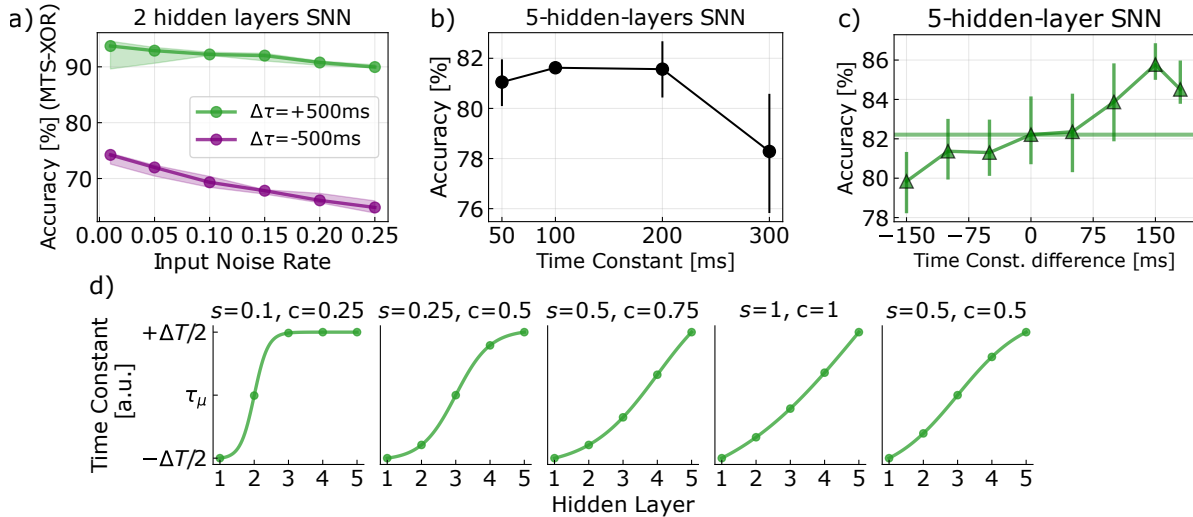 a)
2 hidden layers SNN
Accuracy [%] (MTS-XOR)
90
80
70
Δτ=+500ms
Δτ=-500ms
0.00 0.05 0.10 0.15 0.20 0.25
Input Noise Rate
b)
5-hidden-layers SNN
Accuracy [%]
82
80
78
76
50 100 200 300
Time Constant [ms]
c)
5-hidden-layer SNN
Accuracy [%]
86
84
82
80
78
−150 −75 0 75 150
Time Const. difference [ms]
d)
s=0.1, c=0.25
s=0.25, c=0.5
s=0.5, c=0.75
s=1, c=1
s=0.5, c=0.5
Time Constant
[a.u.]
+ΔT/2
τμ
−ΔT/2
1 2 3 4 5
1 2 3 4 5
1 2 3 4 5
1 2 3 4 5
1 2 3 4 5
Hidden Layer